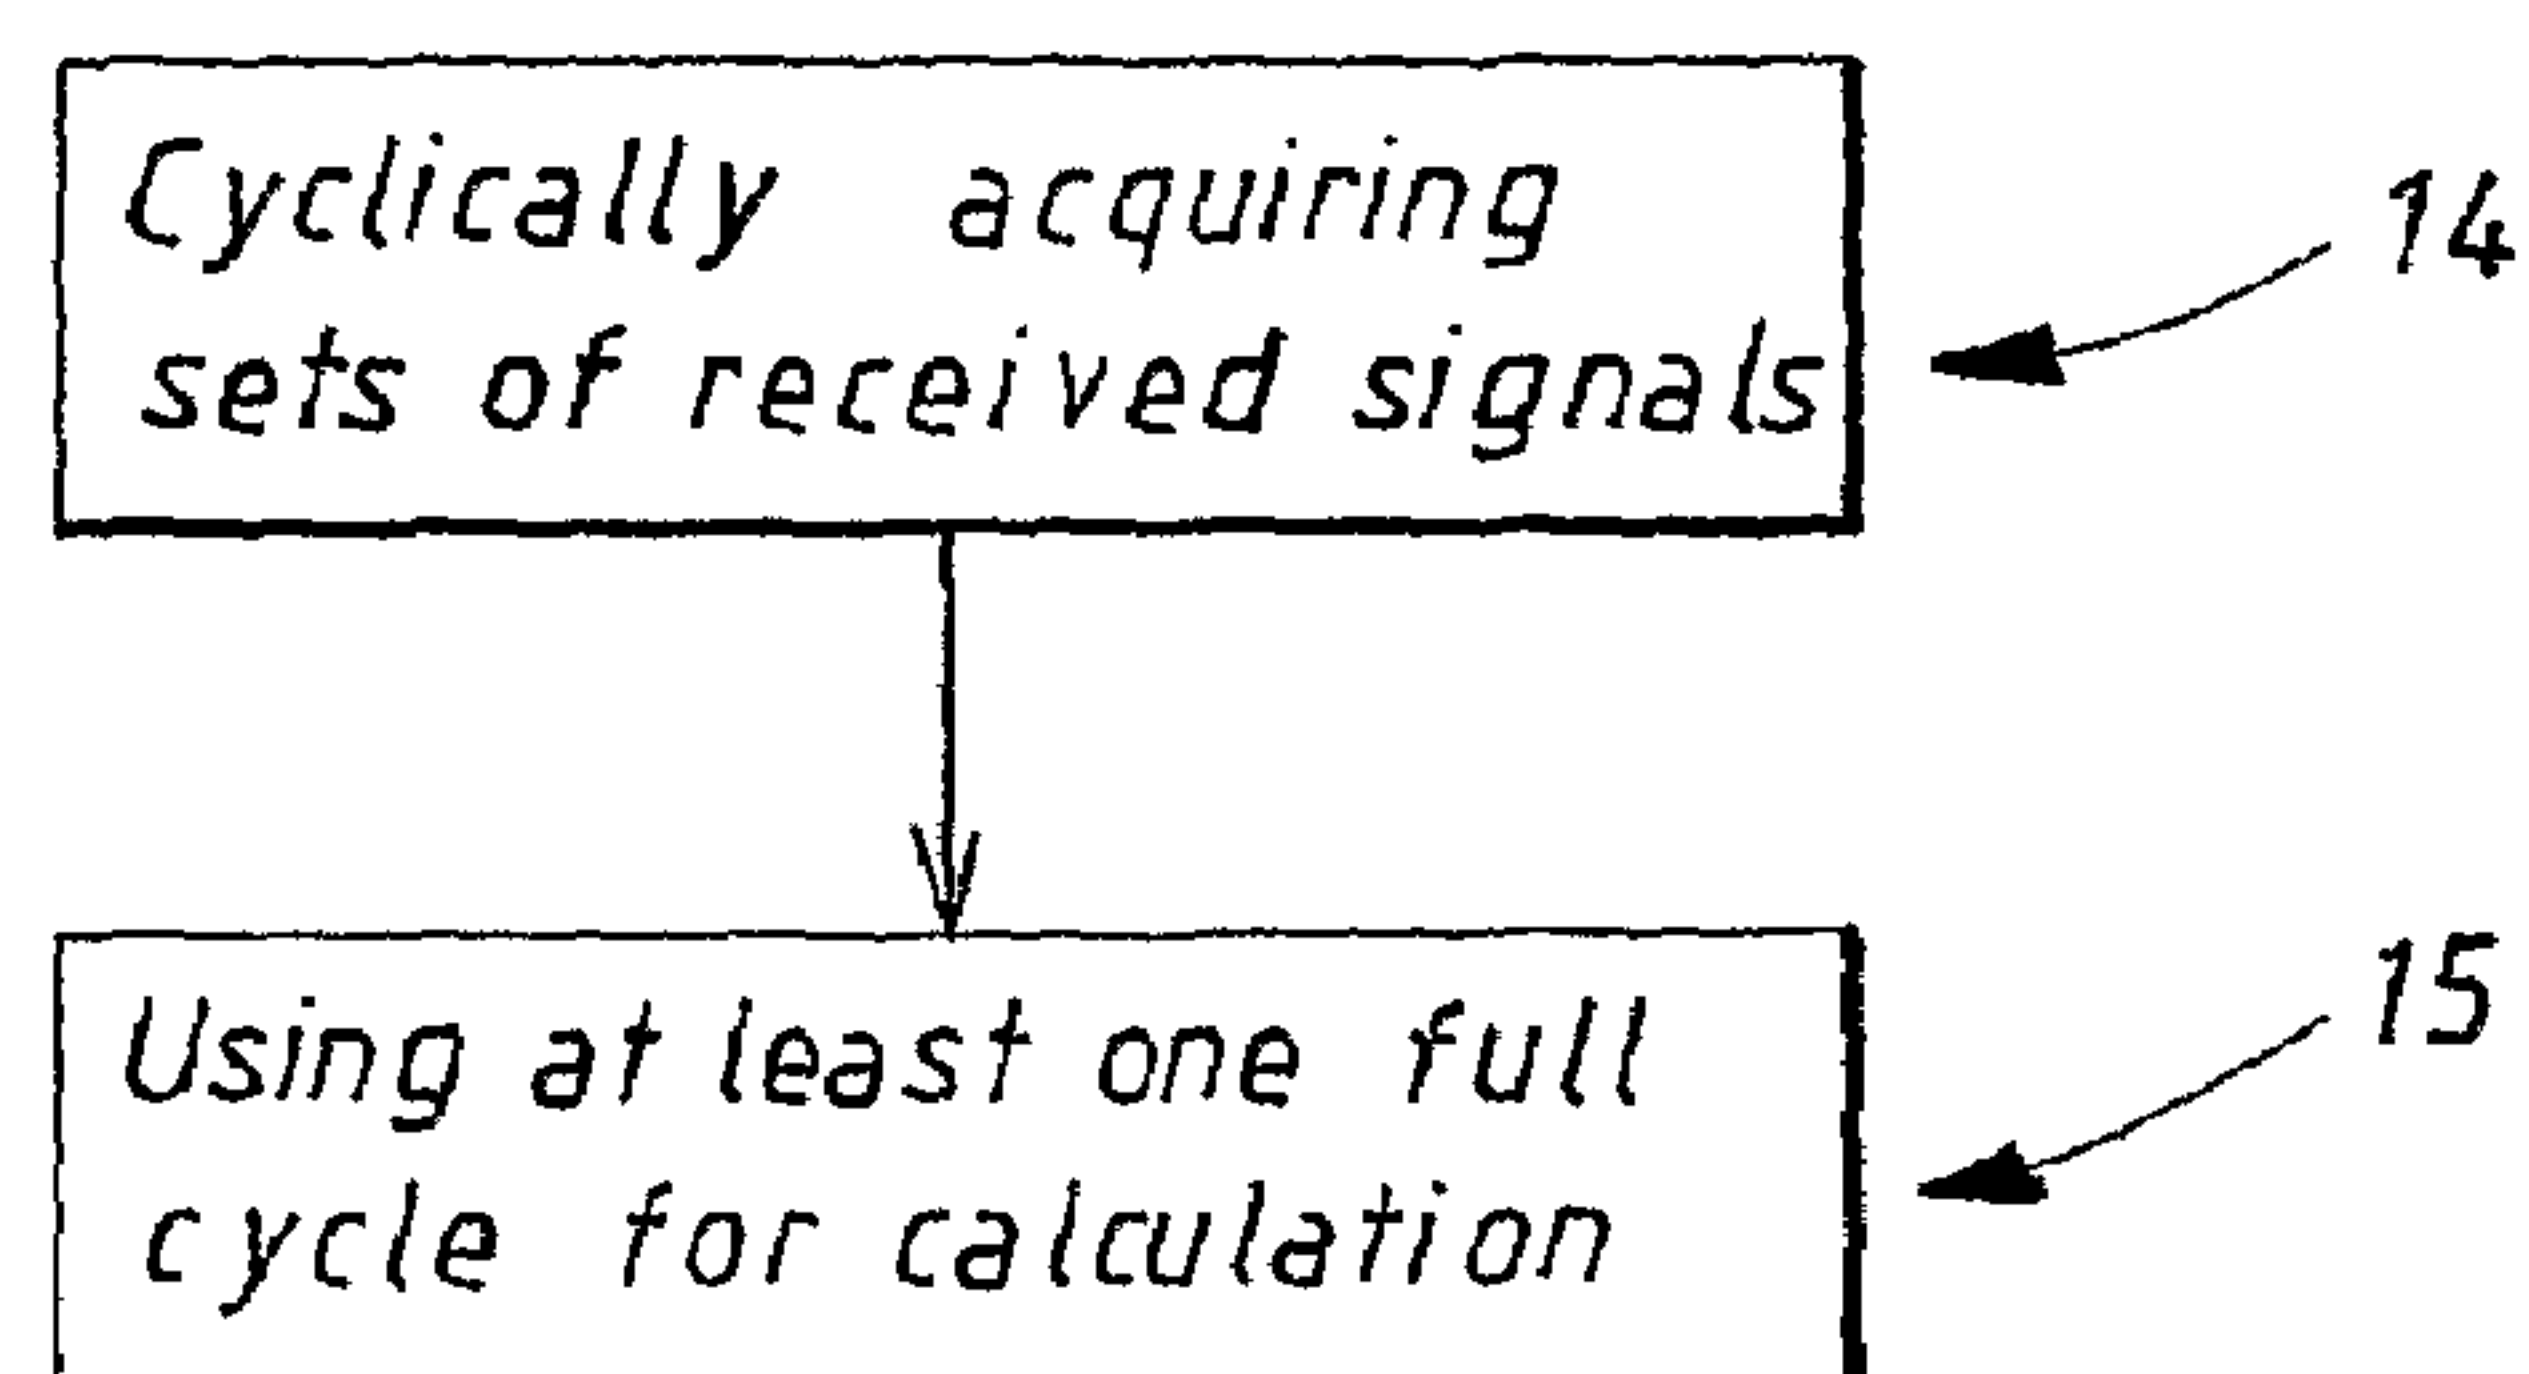 Cyclically acquiring
sets of received signals
14
Using at least one full
cycle for calculation
15